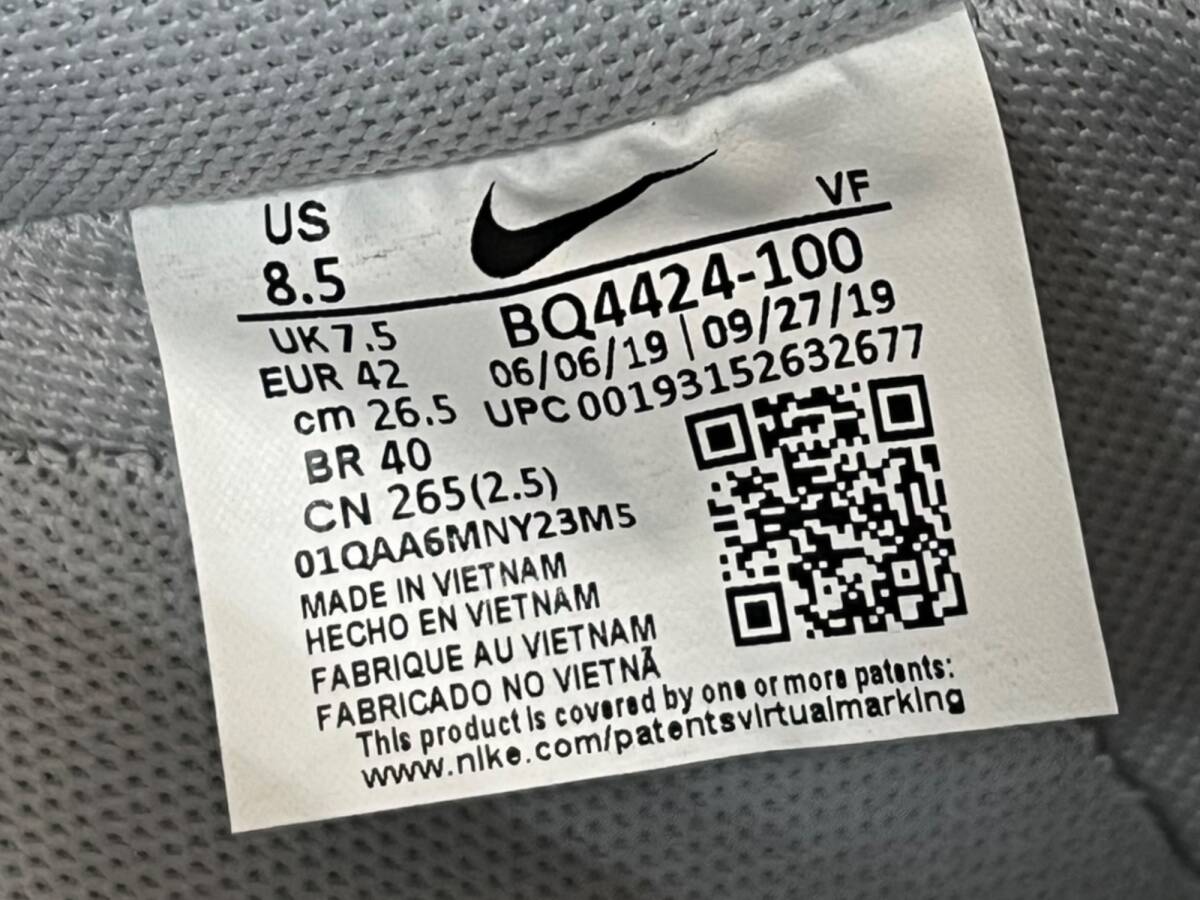 US
8.5
VF
UK 7.5
BQ4424-100
EUR 42
06/06/19 | 09/27/19
cm 26.5
UPC 00193152632677
BR 40
CN 265(2.5)
01QAA6MNY23M5
MADE IN VIETNAM
HECHO EN VIETNAM
FABRIQUE AU VIETNAM
FABRICADO NO VIETNÃ
This product is covered by one or more patents:
www.nike.com/patentsvirtualmarking